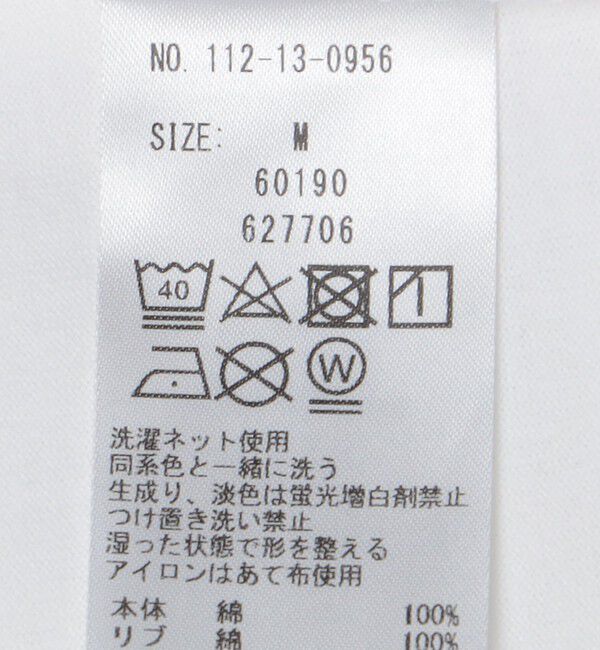 NO. 112-13-0956
SIZE: M
60190
627706
40
W
洗濯ネット使用
同系色と一緒に洗う
生成り、淡色は蛍光増白剤禁止
つけ置き洗い禁止
湿った状態で形を整える
アイロンはあて布使用
本体 綿 100%
リブ 綿 100%